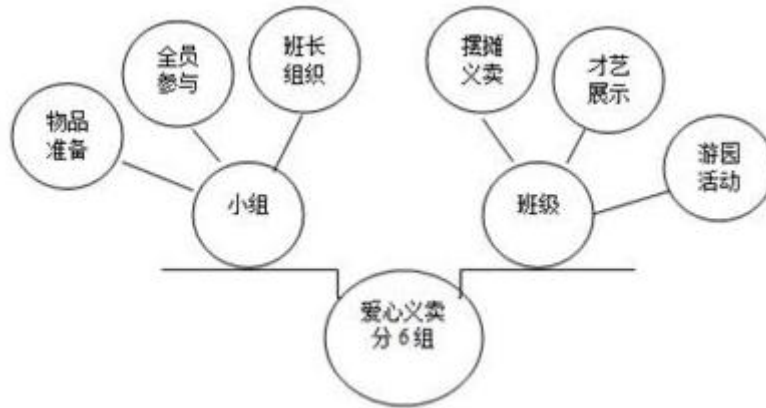 物品
准备
全员
参与
班长
组织
小组
摆摊
义卖
才艺
展示
游园
活动
班级
爱心义卖
分6组